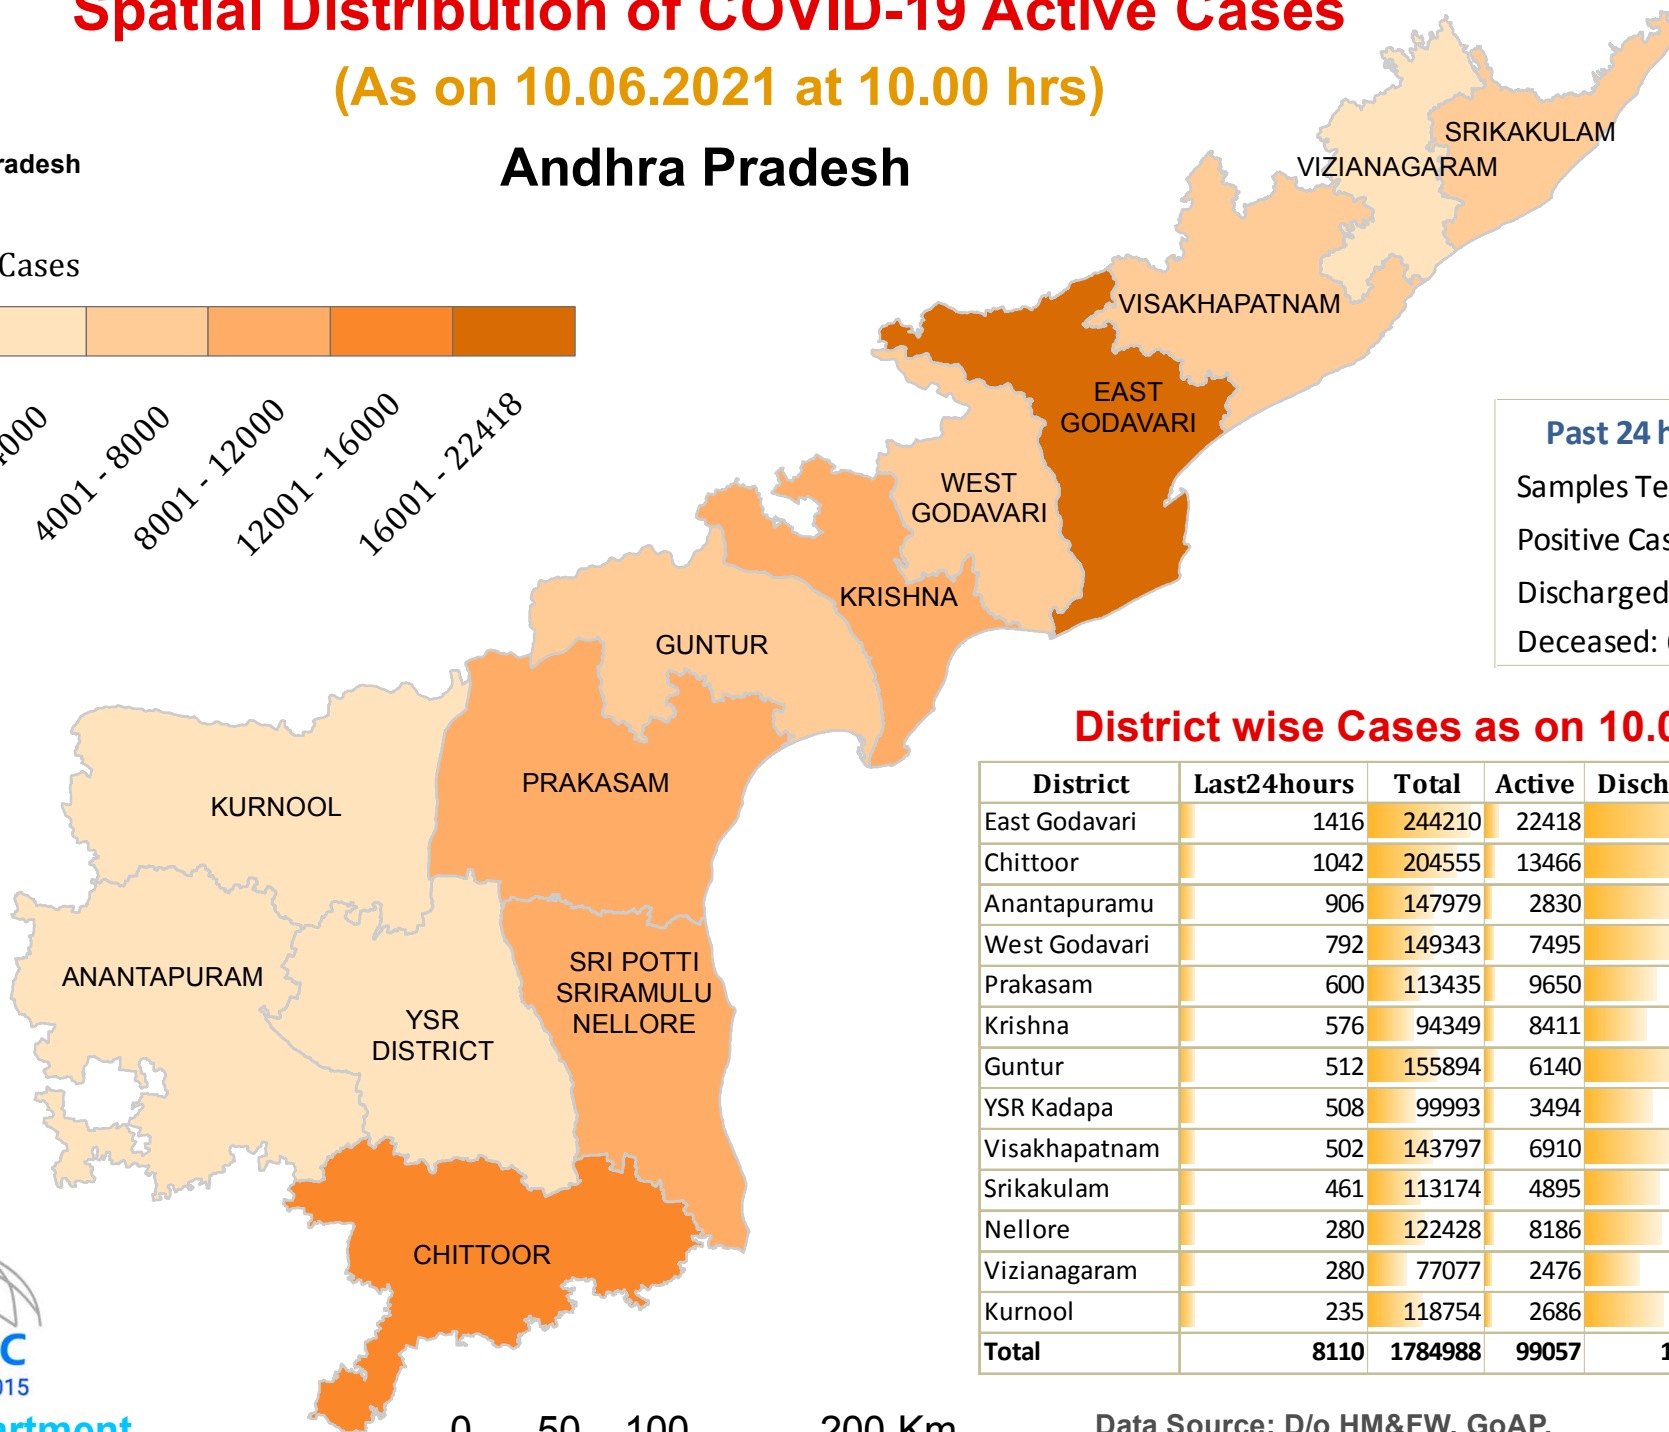 Spatial Distribution of COVID-19 Active Cases
(As on 10.06.2021 at 10.00 hrs)
Andhra Pradesh
Cases
4001 - 8000
8001 - 12000
12001 - 16000
16001 - 22418
SRIKAKULAM
VIZIANAGARAM
VISAKHAPATNAM
EAST
GODAVARI
WEST
GODAVARI
KRISHNA
GUNTUR
PRAKASAM
KURNOOL
ANANTAPURAM
YSR
DISTRICT
SRI POTTI
SRIRAMULU
NELLORE
CHITTOOR
Past 24
Samples
Positive
Discharged
Deceased:
District wise Cases as on
District Last24hours Total Active
East Godavari 1416 244210 22418
Chittoor 1042 204555 13466
Anantapuramu 906 147979 2830
West Godavari 792 149343 7495
Prakasam 600 113435 9650
Krishna 576 94349 8411
Guntur 512 155894 6140
YSR Kadapa 508 99993 3494
Visakhapatnam 502 143797 6910
Srikakulam 461 113174 4895
Nellore 280 122428 8186
Vizianagaram 280 77077 2476
Kurnool 235 118754 2686
Total 8110 1784988 99057
0 50 100 200 Km
Data Source: D/o HM&FW, GoAP.